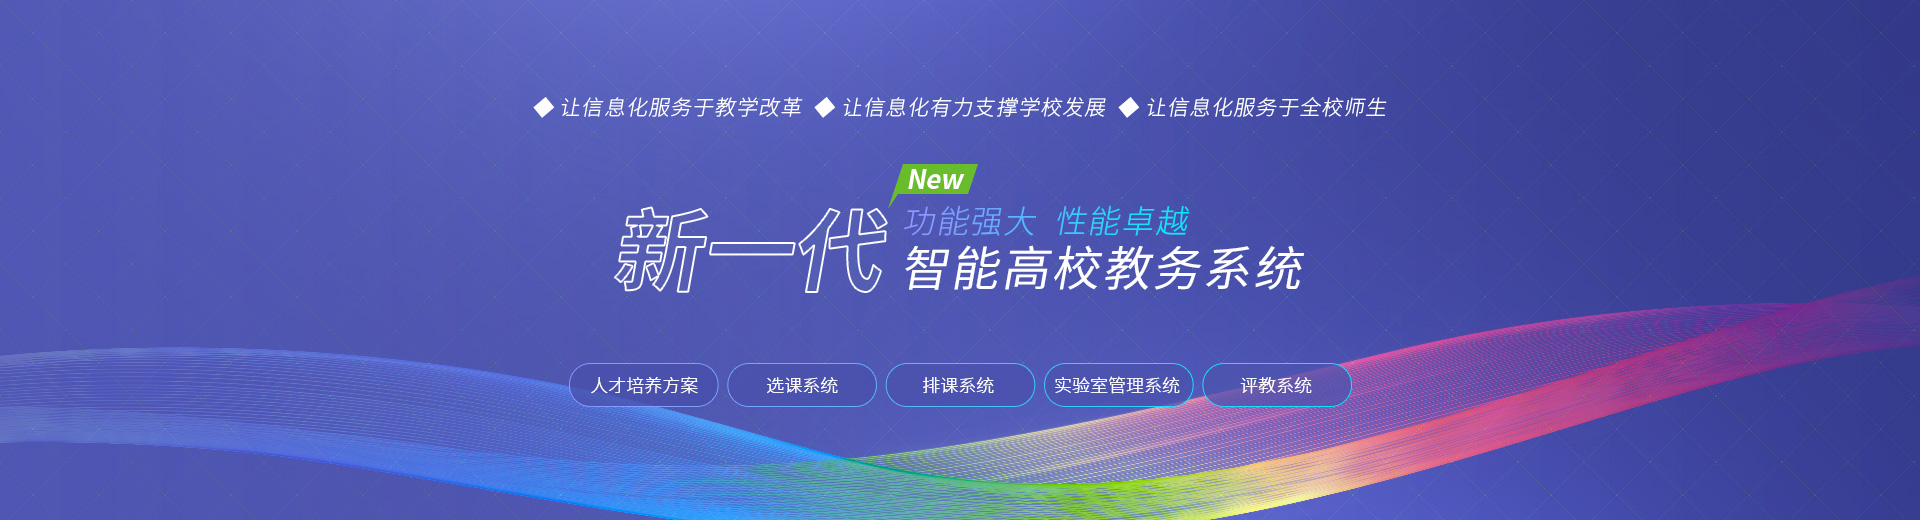 ◆ 让信息化服务于教学改革 ◆ 让信息化有力支撑学校发展 ◆ 让信息化服务于全校师生
New
新一代
功能强大 性能卓越
智能高校教务系统
人才培养方案 选课系统 排课系统 实验室管理系统 评教系统